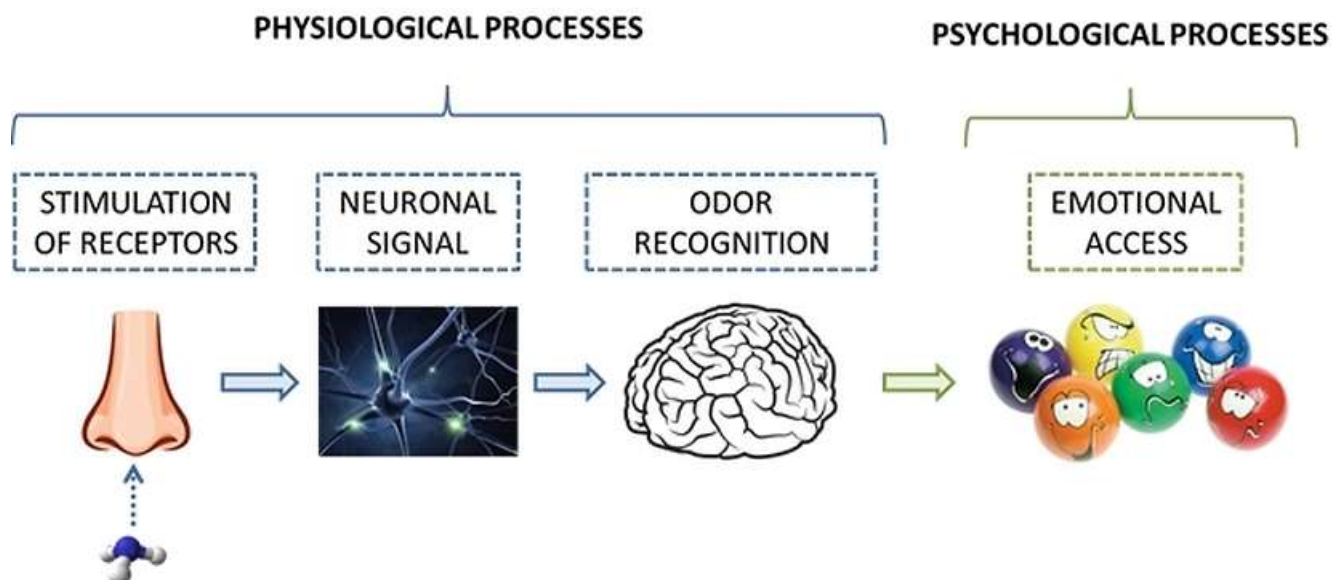 PHYSIOLOGICAL PROCESSES
PSYCHOLOGICAL PROCESSES
STIMULATION
OF RECEPTORS
NEURONAL
SIGNAL
ODOR
RECOGNITION
EMOTIONAL
ACCESS